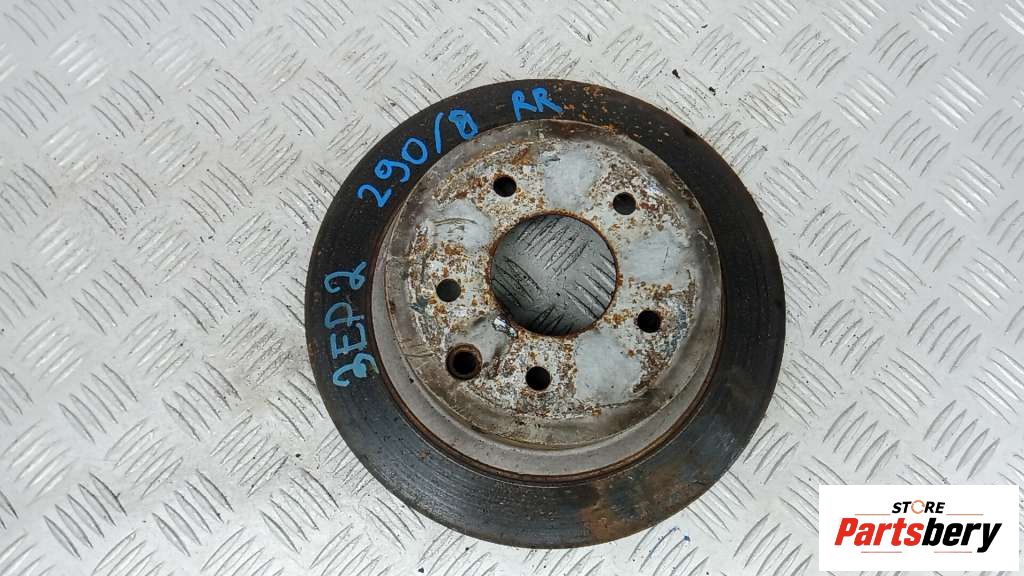 3EP2
290/8 RR
STORE
Partsbery